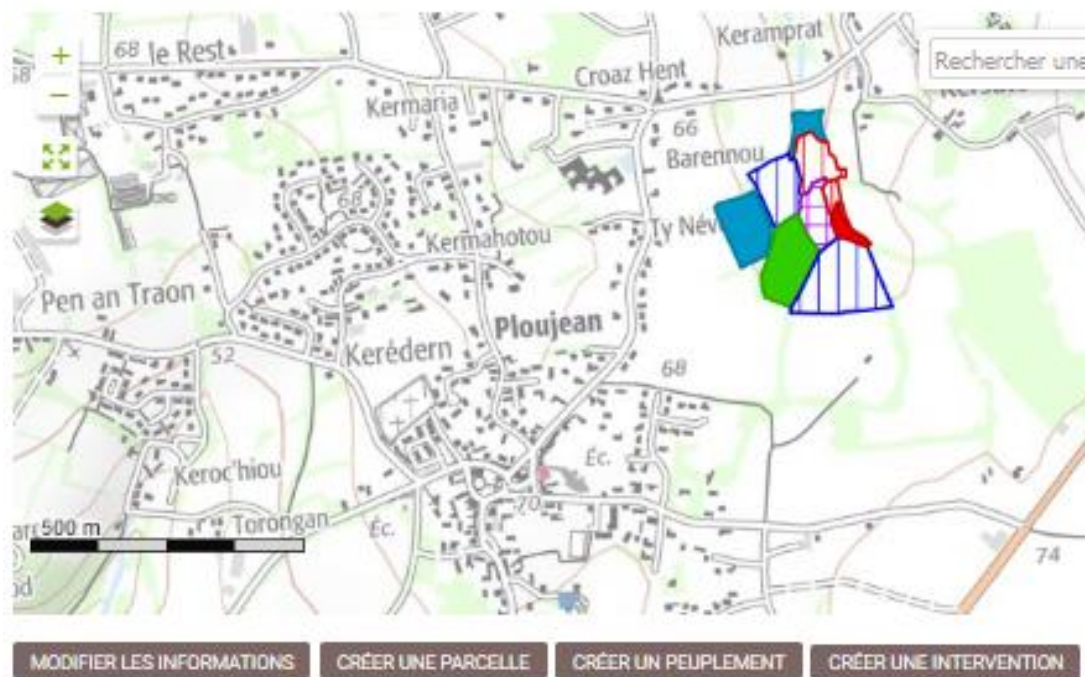 Keramprat
68
le Rest
+
Rechercher une
Croaz Hent
−
Kermaria
66
Barennou
68
Ty Név
Kermahotou
Pen an Traon
Ploujean
Kerédern
52
68
Éc.
Keroc'hiou
70
500 m
Torongan
Éc.
74
MODIFIER LES INFORMATIONS
CRÉER UNE PARCELLE
CRÉER UN PEUPLEMENT
CRÉER UNE INTERVENTION